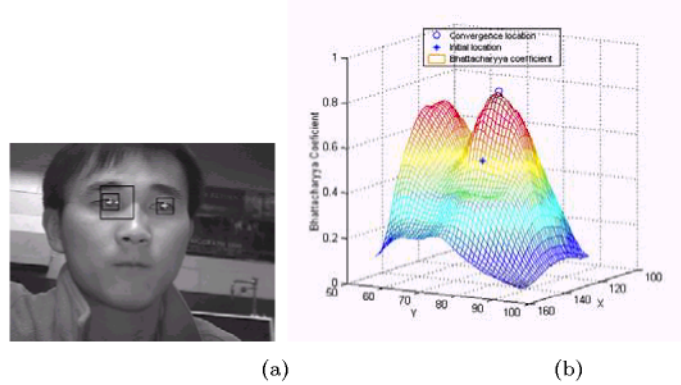 Convergence location
Initial location
Bhattacharyya coefficient
1
0.8
0.6
0.4
0.2
0
Bhattacharyya Coeficient
50
60
70
80
90
100
Y
160
140
120
100
X
(a)
(b)